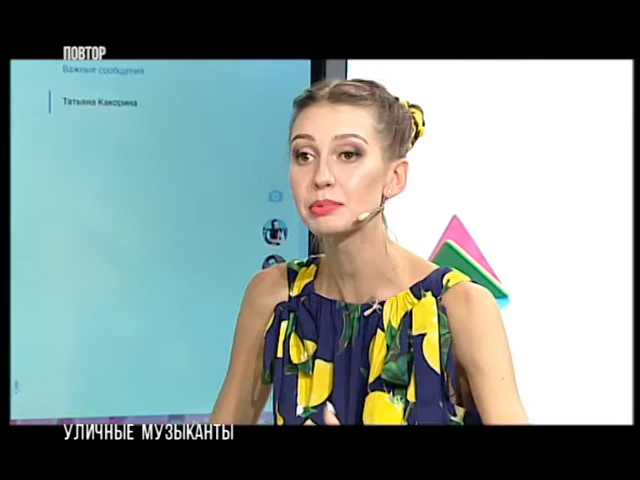 ПОВТОР
Важные сообщения
Татьяна Какорина
УЛИЧНЫЕ МУЗЫКАНТЫ